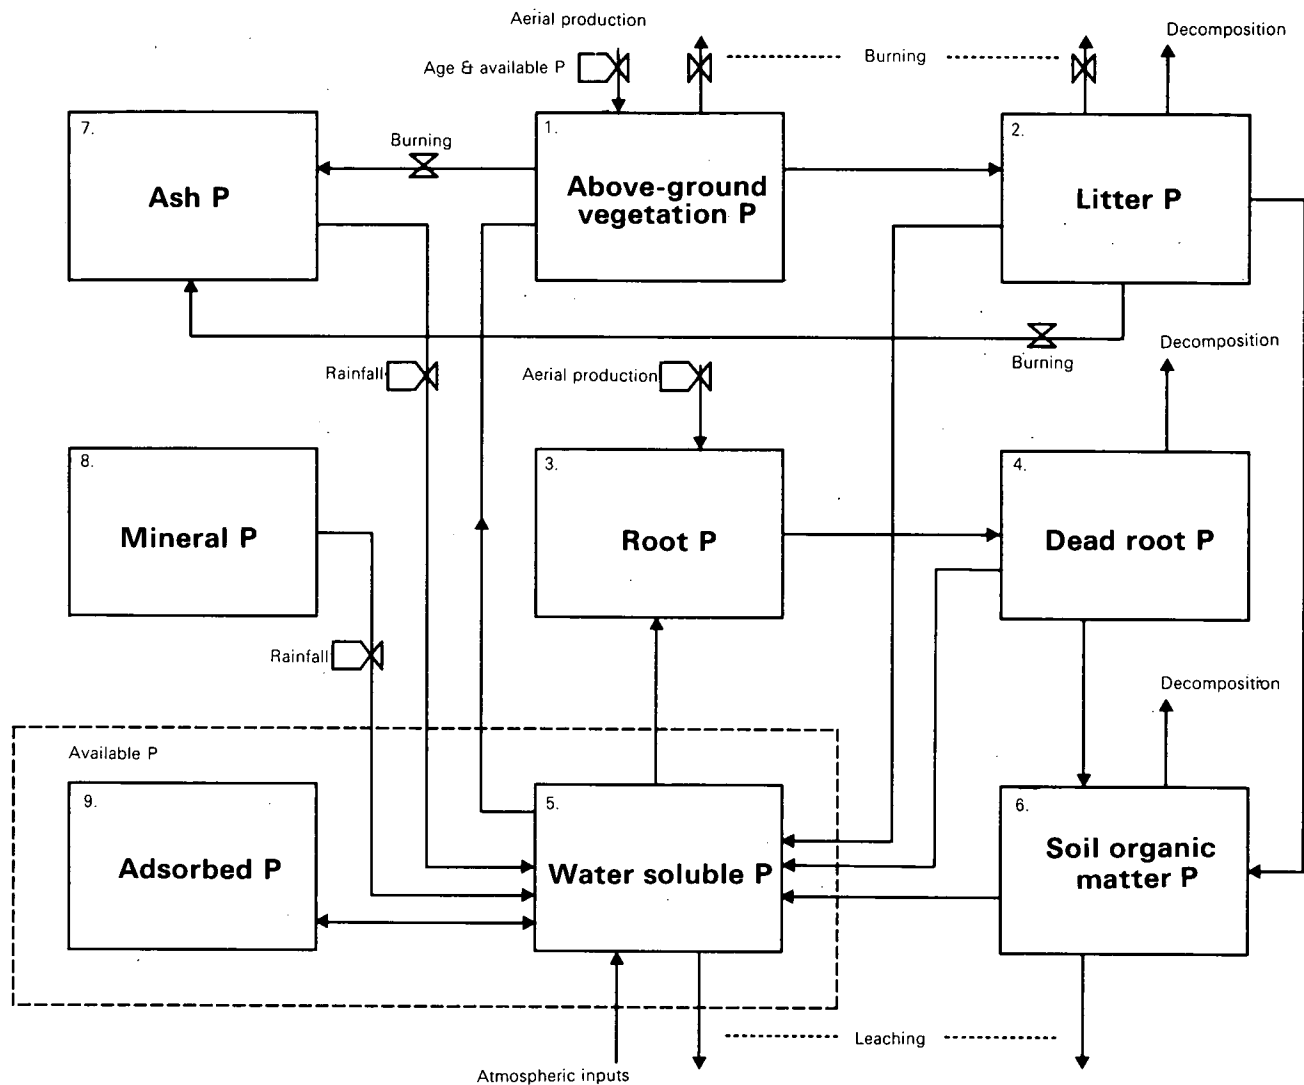 Aerial production
Age & available P
Burning
Decomposition
7.
Ash P
Burning
1.
Above-ground
vegetation P
2.
Litter P
Rainfall
Aerial production
Burning
Decomposition
8.
Mineral P
3.
Root P
4.
Dead root P
Rainfall
Decomposition
Available P
9.
Adsorbed P
5.
Water soluble P
6.
Soil organic
matter P
Leaching
Atmospheric inputs